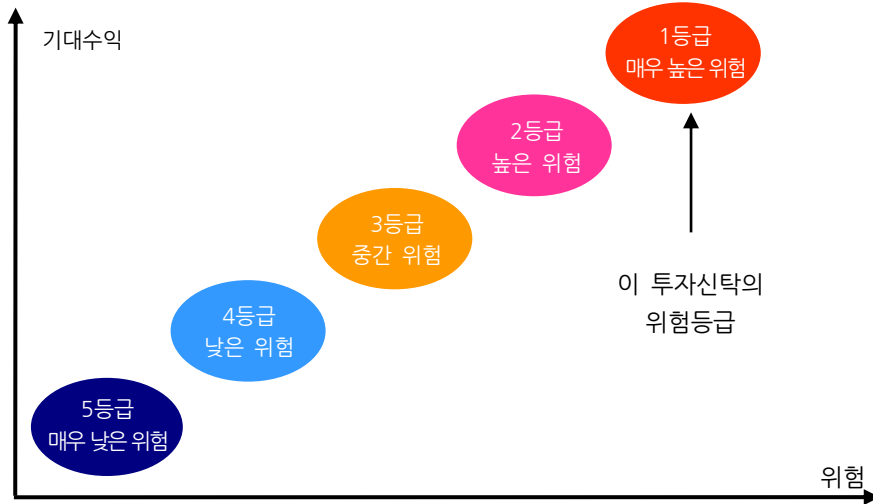 기대수익
1등급
매우 높은 위험
2등급
높은 위험
3등급
중간 위험
이 투자신탁의
위험등급
4등급
낮은 위험
5등급
매우 낮은 위험
위험